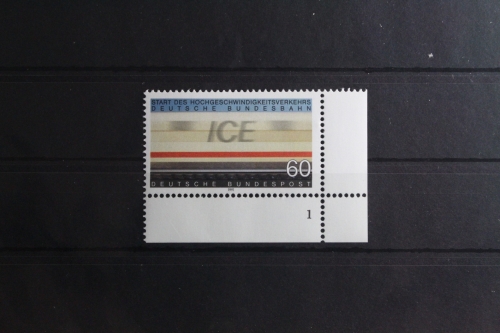 START DES HOCHGESCHWINDIGKEITSVERKEHRS
DEUTSCHE BUNDESBAHN
ICE
60
DEUTSCHE BUNDESPOST
1